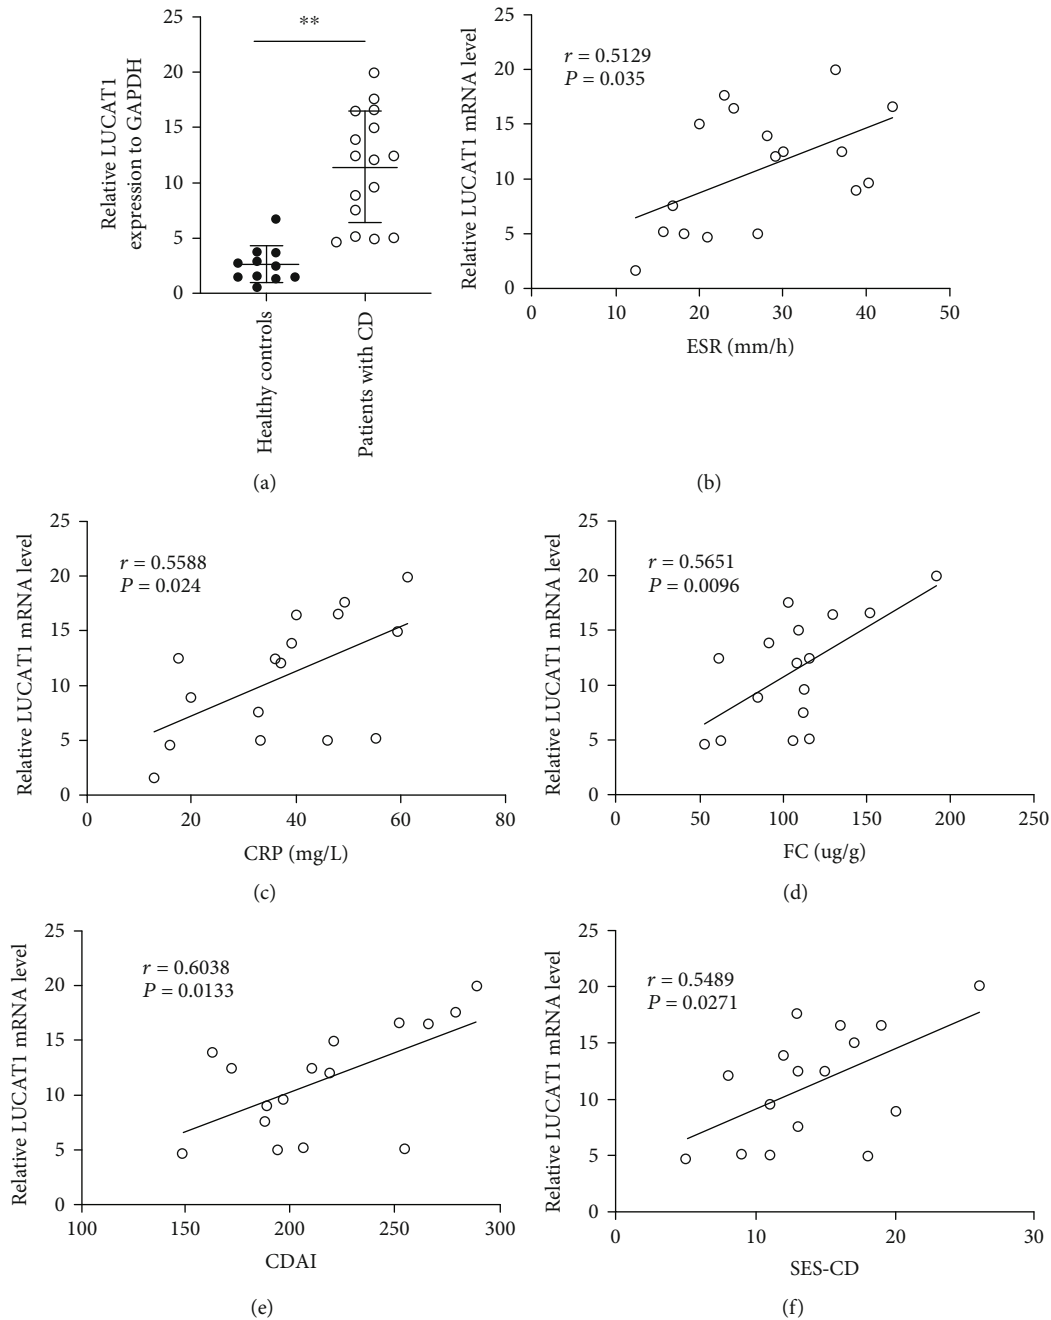 25
20
15
10
5
0
Relative LUCAT1
expression to GAPDH
**
Healthy controls
Patients with CD
(a)
25
20
15
10
5
0
Relative LUCAT1 mRNA level
r = 0.5129
P = 0.035
0 10 20 30 40 50
ESR (mm/h)
(b)
25
20
15
10
5
0
Relative LUCAT1 mRNA level
r = 0.5588
P = 0.024
0 20 40 60 80
CRP (mg/L)
(c)
25
20
15
10
5
0
Relative LUCAT1 mRNA level
r = 0.5651
P = 0.0096
0 50 100 150 200 250
FC (ug/g)
(d)
25
20
15
10
5
0
Relative LUCAT1 mRNA level
r = 0.6038
P = 0.0133
100 150 200 250 300
CDAI
(e)
25
20
15
10
5
0
Relative LUCAT1 mRNA level
r = 0.5489
P = 0.0271
0 10 20 30
SES-CD
(f)